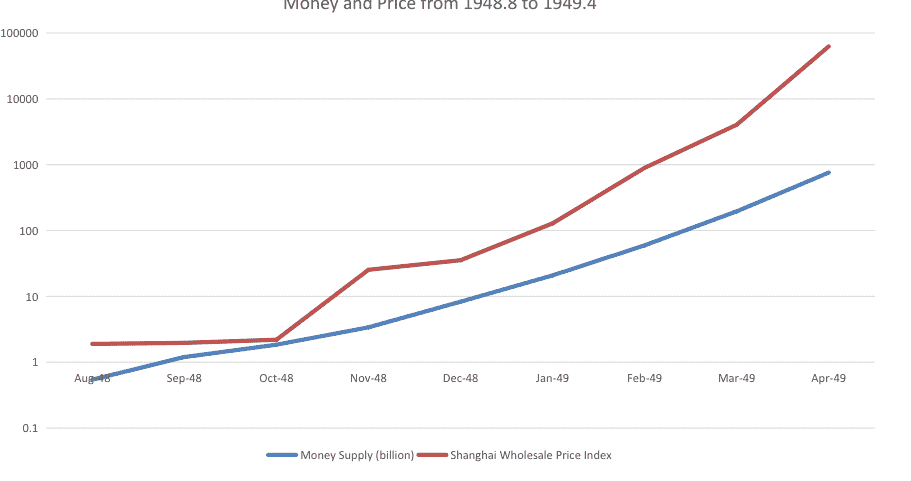 Money and Price from 1948.8 to 1949.4
100000
10000
1000
100
10
1
Aug-48 Sep-48 Oct-48 Nov-48 Dec-48 Jan-49 Feb-49 Mar-49 Apr-49
0.1
Money Supply (billion) Shanghai Wholesale Price Index